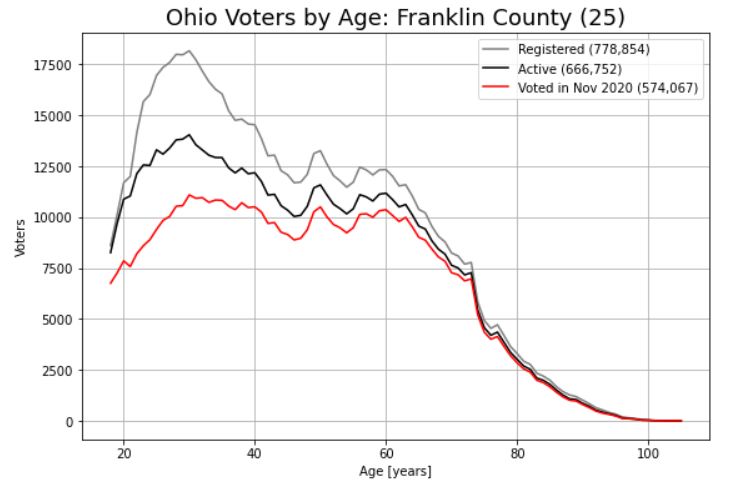 Ohio Voters by Age: Franklin County (25)
Registered (778,854)
Active (666,752)
Voted in Nov 2020 (574,067)
17500
15000
12500
10000
7500
5000
2500
0
Voters
20
40
60
80
100
Age [years]